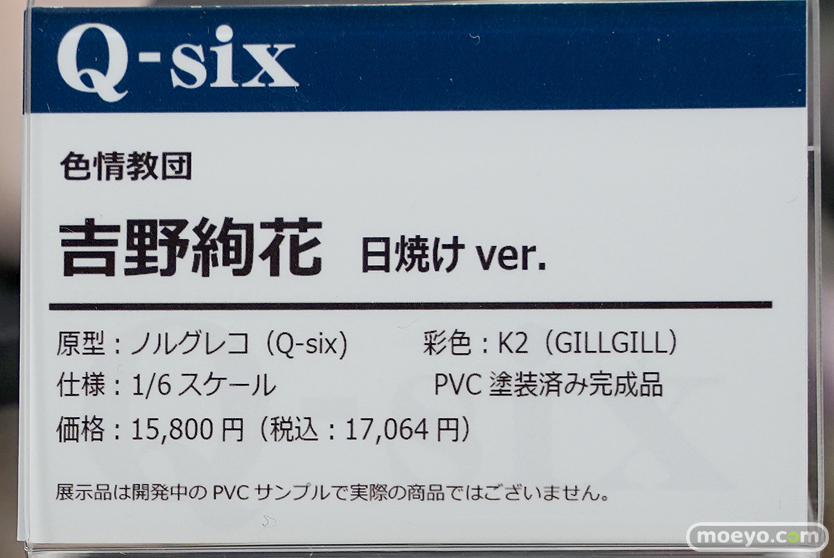 Q-six
色情教団
吉野絢花 日焼け ver.
原型：ノルグレコ（Q-six） 彩色：K2（GILLGILL）
仕様：1/6 スケール PVC 塗装済み完成品
価格：15,800 円（税込：17,064 円）
展示品は開発中の PVC サンプルで実際の商品ではございません。
moeyo.com